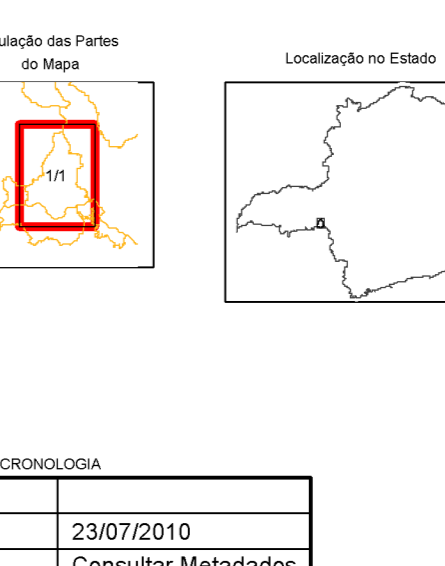 ulação das Partes
do Mapa
Localização no Estado
1/1
CRONOLOGIA
23/07/2010
Consultar Metadados